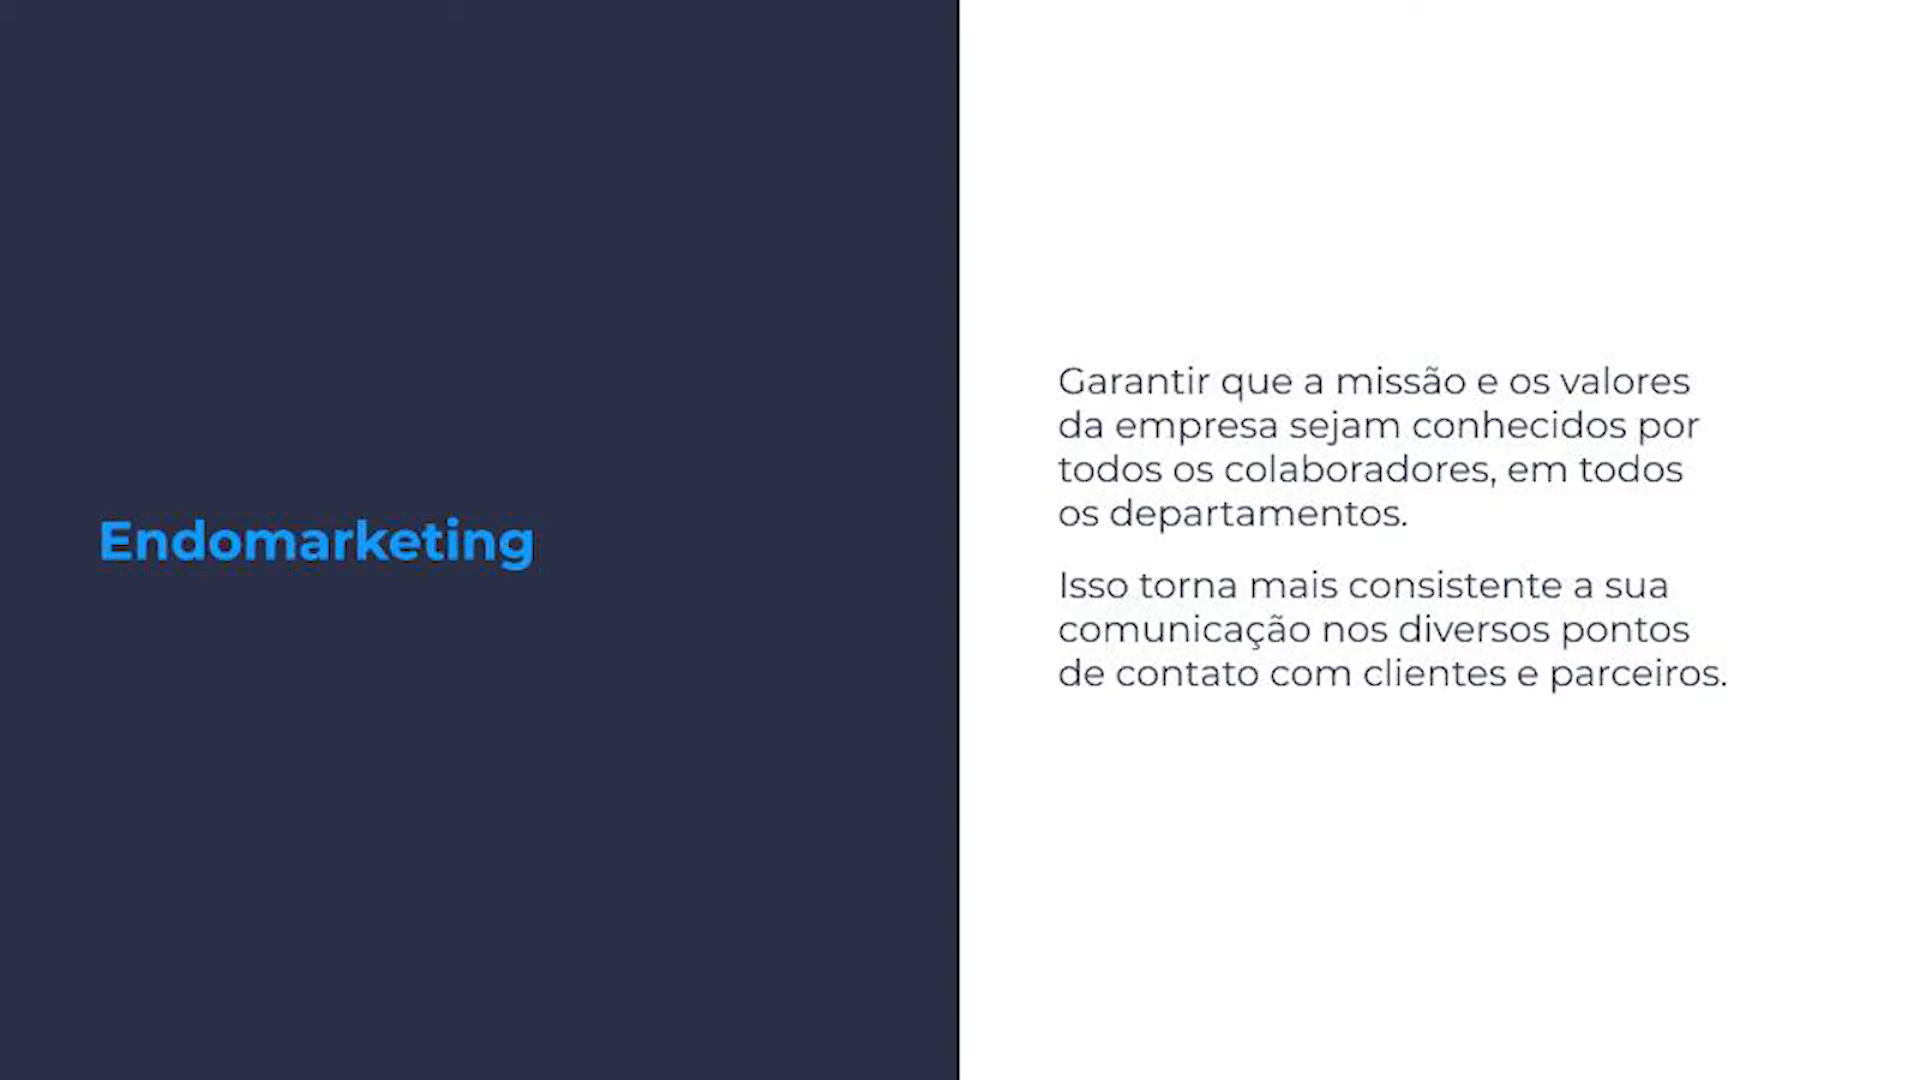 Endomarketing
Garantir que a missão e os valores
da empresa sejam conhecidos por
todos os colaboradores, em todos
os departamentos.
Isso torna mais consistente a sua
comunicação nos diversos pontos
de contato com clientes e parceiros.